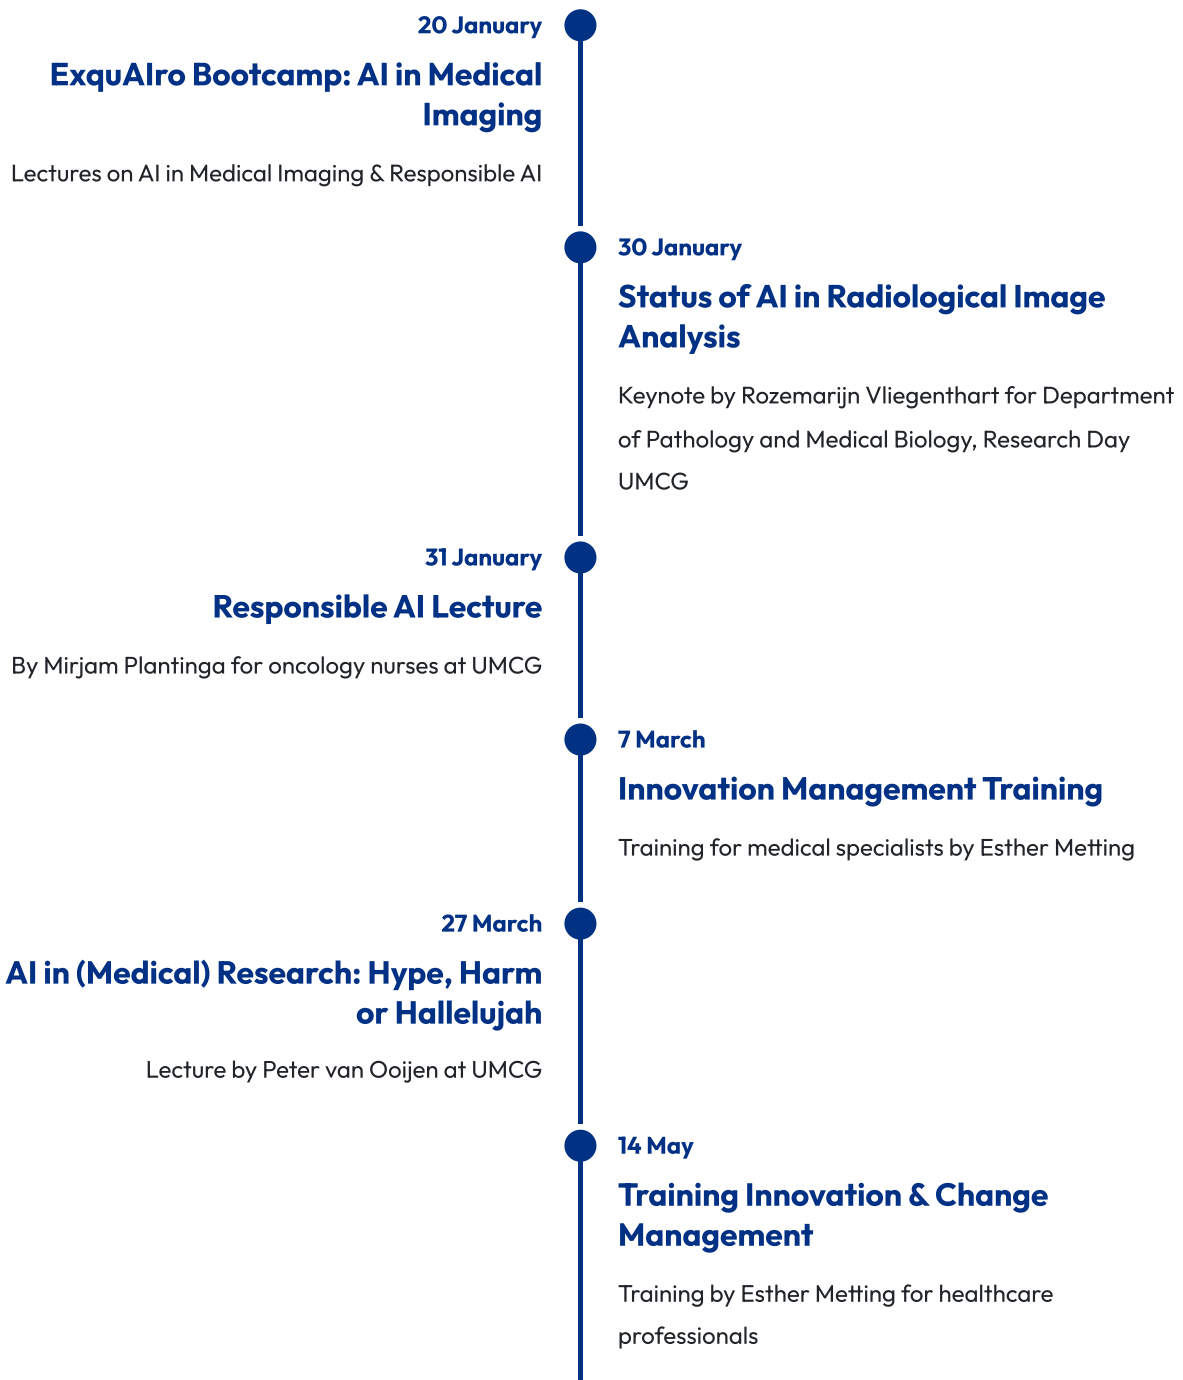 20 January
ExquAIro Bootcamp: AI in Medical
Imaging
Lectures on AI in Medical Imaging & Responsible AI
30 January
Status of AI in Radiological Image
Analysis
Keynote by Rozemarijn Vliegenthart for Department
of Pathology and Medical Biology, Research Day
UMCG
31 January
Responsible AI Lecture
By Mirjam Plantinga for oncology nurses at UMCG
7 March
Innovation Management Training
Training for medical specialists by Esther Metting
27 March
AI in (Medical) Research: Hype, Harm
or Hallelujah
Lecture by Peter van Ooijen at UMCG
14 May
Training Innovation & Change
Management
Training by Esther Metting for healthcare
professionals